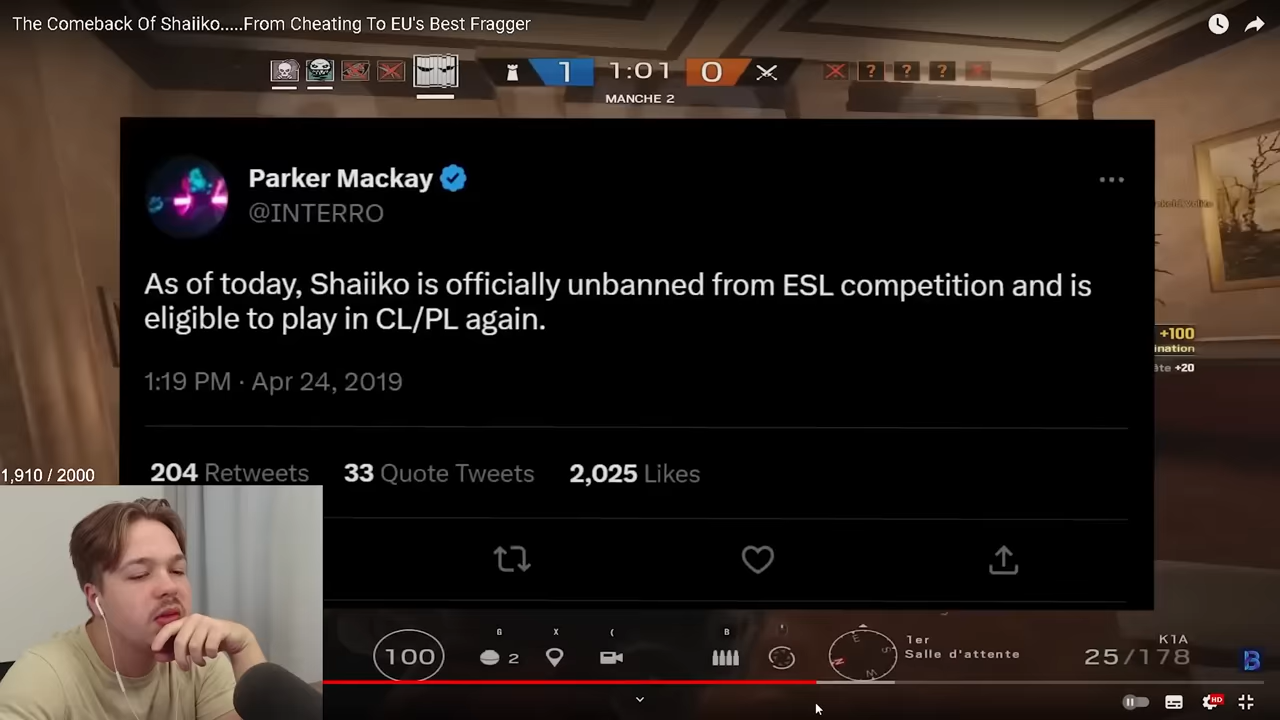 The Comeback Of Shaiiko.....From Cheating To EU's Best Fragger
1 1:01 0
? ? ?
MANCHE 2
Parker Mackay
@INTERRO
As of today, Shaiiko is officially unbanned from ESL competition and is
eligible to play in CL/PL again.
+100
ination
+20
1:19 PM · Apr 24, 2019
204 Retweets 33 Quote Tweets 2,025 Likes
1,910 / 2000
100
2
X
B
1er
Salle d'attente
K1A
25/178
HD